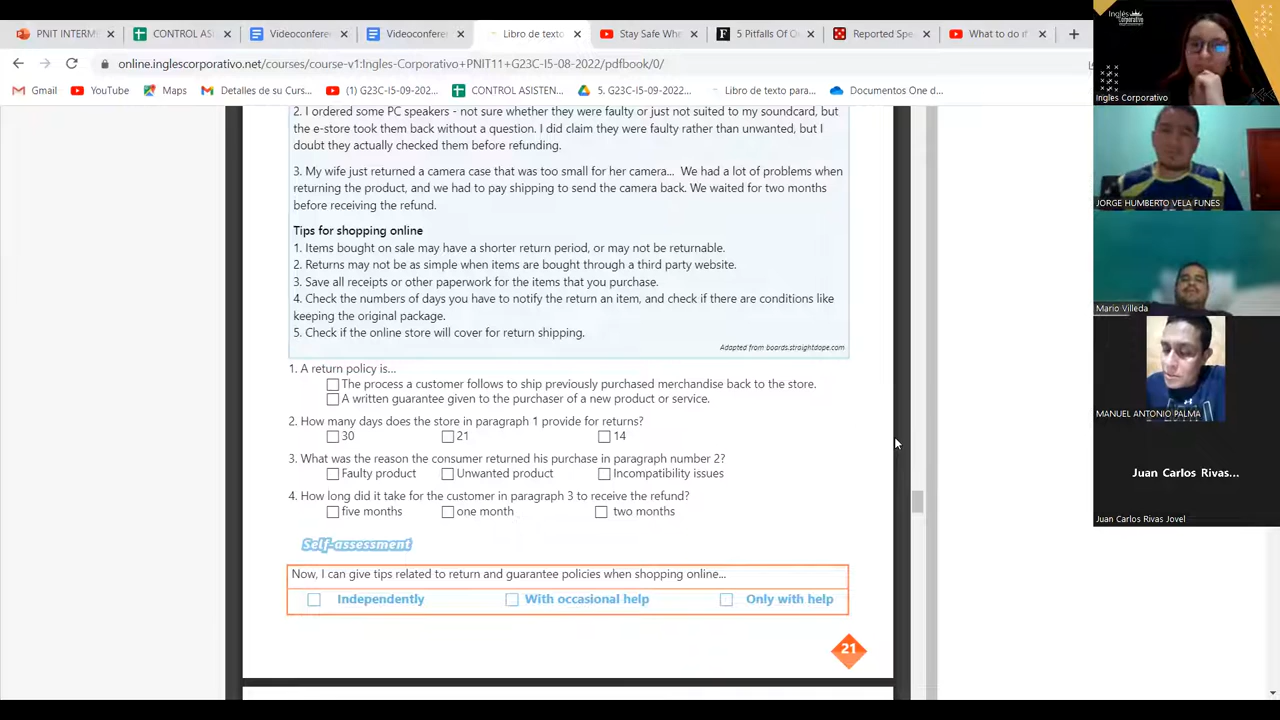 PNIT INTERM
CONTROL ASI
Videoconfere
Videoconfere
Libro de texto
Stay Safe Whe
5 Pitfalls Of O
Reported Spe
What to do if
online.inglescorporativo.net/courses/course-v1:Ingles-Corporativo+PNIT11+G23C-I5-08-2022/pdfbook/0/
Gmail
YouTube
Maps
Detalles de su Curs...
(1) G23C-I5-09-202...
CONTROL ASISTEN...
5. G23C-I5-09-2022...
Libro de texto para...
Documentos One d...
2. I ordered some PC speakers - not sure whether they were faulty or just not suited to my soundcard, but
the e-store took them back without a question. I did claim they were faulty rather than unwanted, but I
doubt they actually checked them before refunding.
3. My wife just returned a camera case that was too small for her camera... We had a lot of problems when
returning the product, and we had to pay shipping to send the camera back. We waited for two months
before receiving the refund.
Tips for shopping online
1. Items bought on sale may have a shorter return period, or may not be returnable.
2. Returns may not be as simple when items are bought through a third party website.
3. Save all receipts or other paperwork for the items that you purchase.
4. Check the numbers of days you have to notify the return an item, and check if there are conditions like
keeping the original package.
5. Check if the online store will cover for return shipping.
Adapted from boards.straightdope.com
1. A return policy is...
The process a customer follows to ship previously purchased merchandise back to the store.
A written guarantee given to the purchaser of a new product or service.
2. How many days does the store in paragraph 1 provide for returns?
30 21 14
3. What was the reason the consumer returned his purchase in paragraph number 2?
Faulty product Unwanted product Incompatibility issues
4. How long did it take for the customer in paragraph 3 to receive the refund?
five months one month two months
Self-assessment
Now, I can give tips related to return and guarantee policies when shopping online...
Independently With occasional help Only with help
21
Inglés
Corporativo
Ingles Corporativo
JORGE HUMBERTO VELA FUNES
Mario Villeda
MANUEL ANTONIO PALMA
Juan Carlos Rivas...
Juan Carlos Rivas Jovel